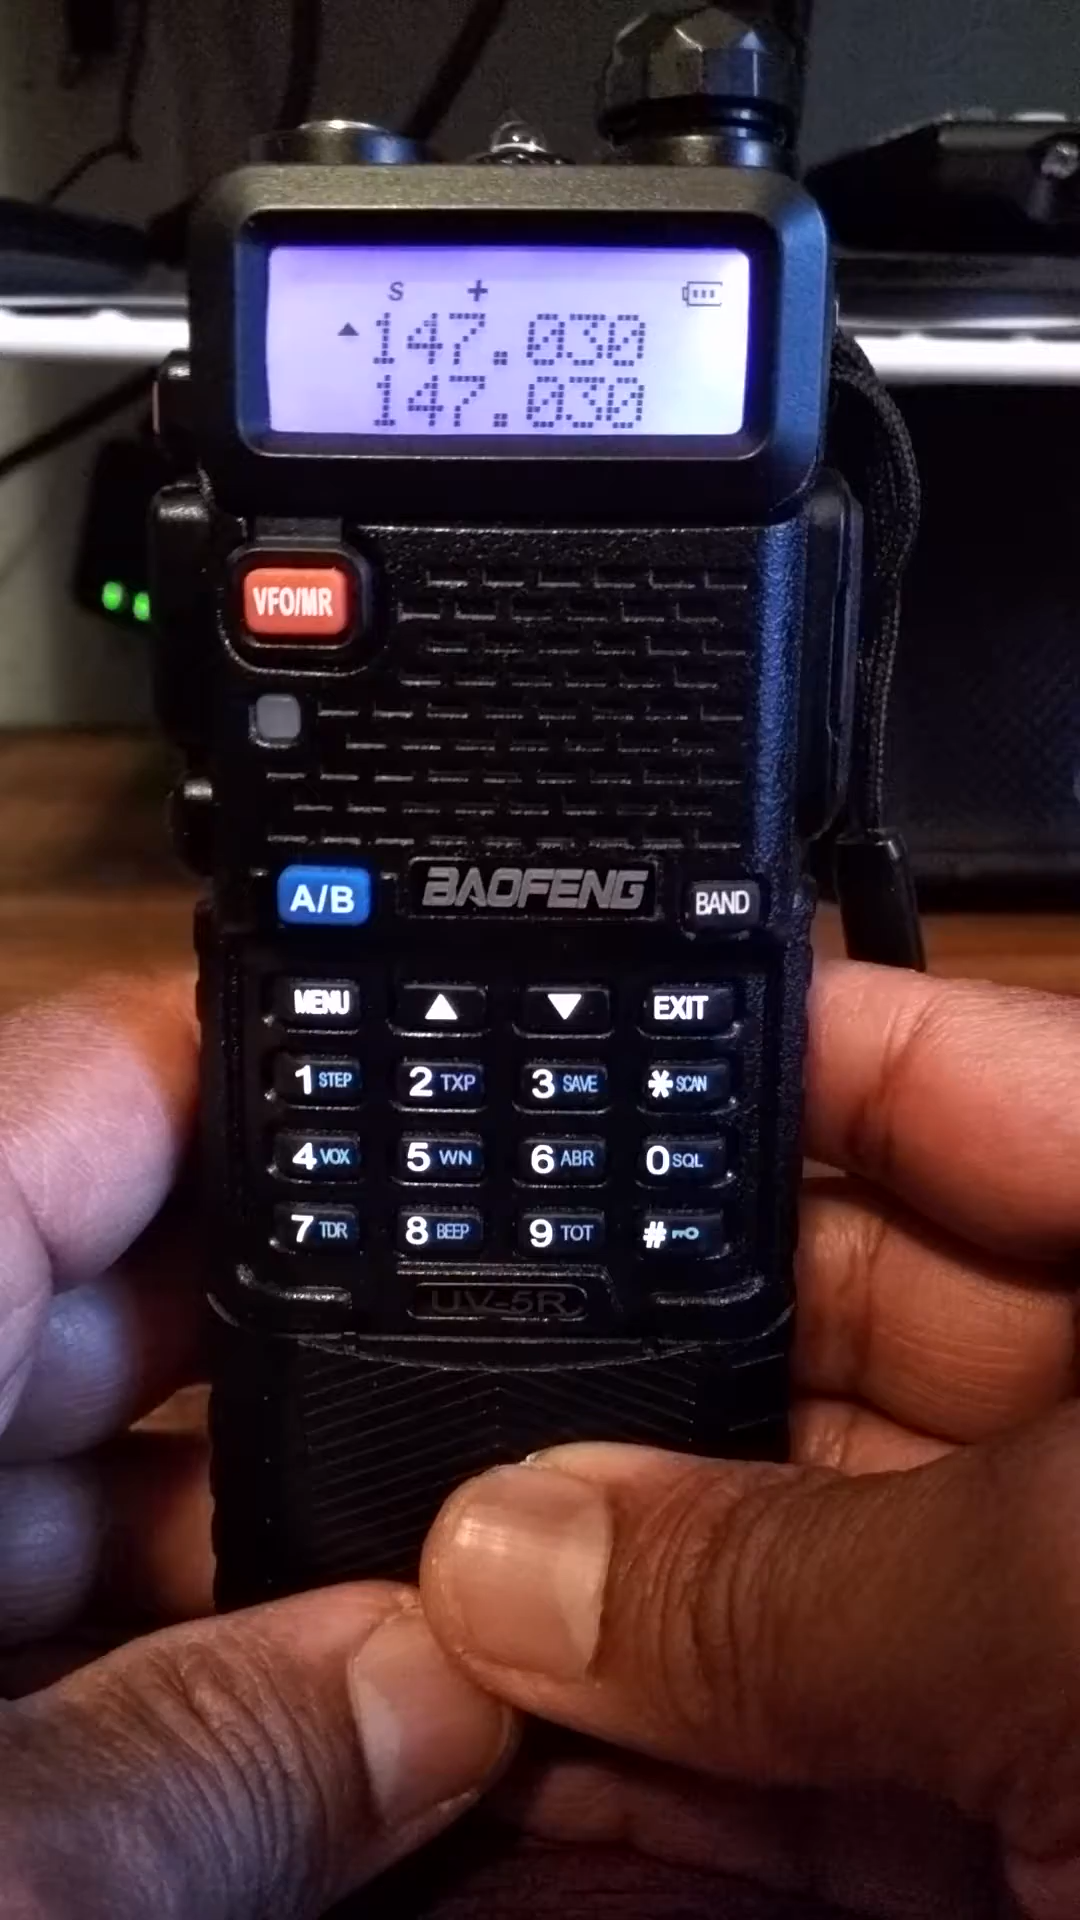 S +
147.030
147.030
VFO/MR
A/B BAOFENG BAND
MENU ▲ ▼ EXIT
1 STEP 2 TXP 3 SAVE * SCAN
4 VOX 5 WN 6 ABR 0 SQL
7 TDR 8 BEEP 9 TOT #
UV-5R